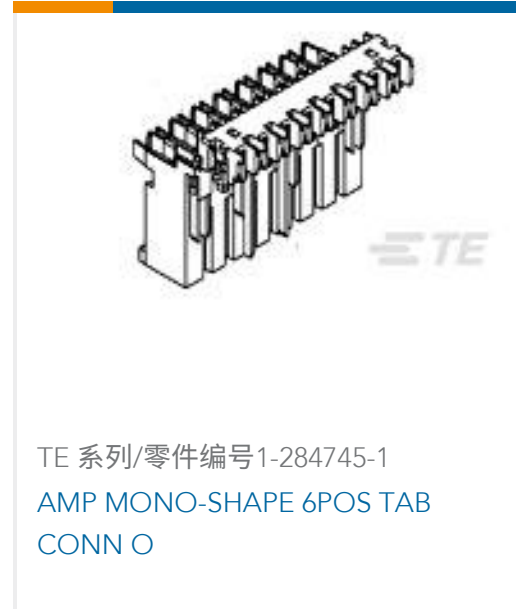 TE
TE 系列/零件编号1-284745-1
AMP MONO-SHAPE 6POS TAB
CONN O